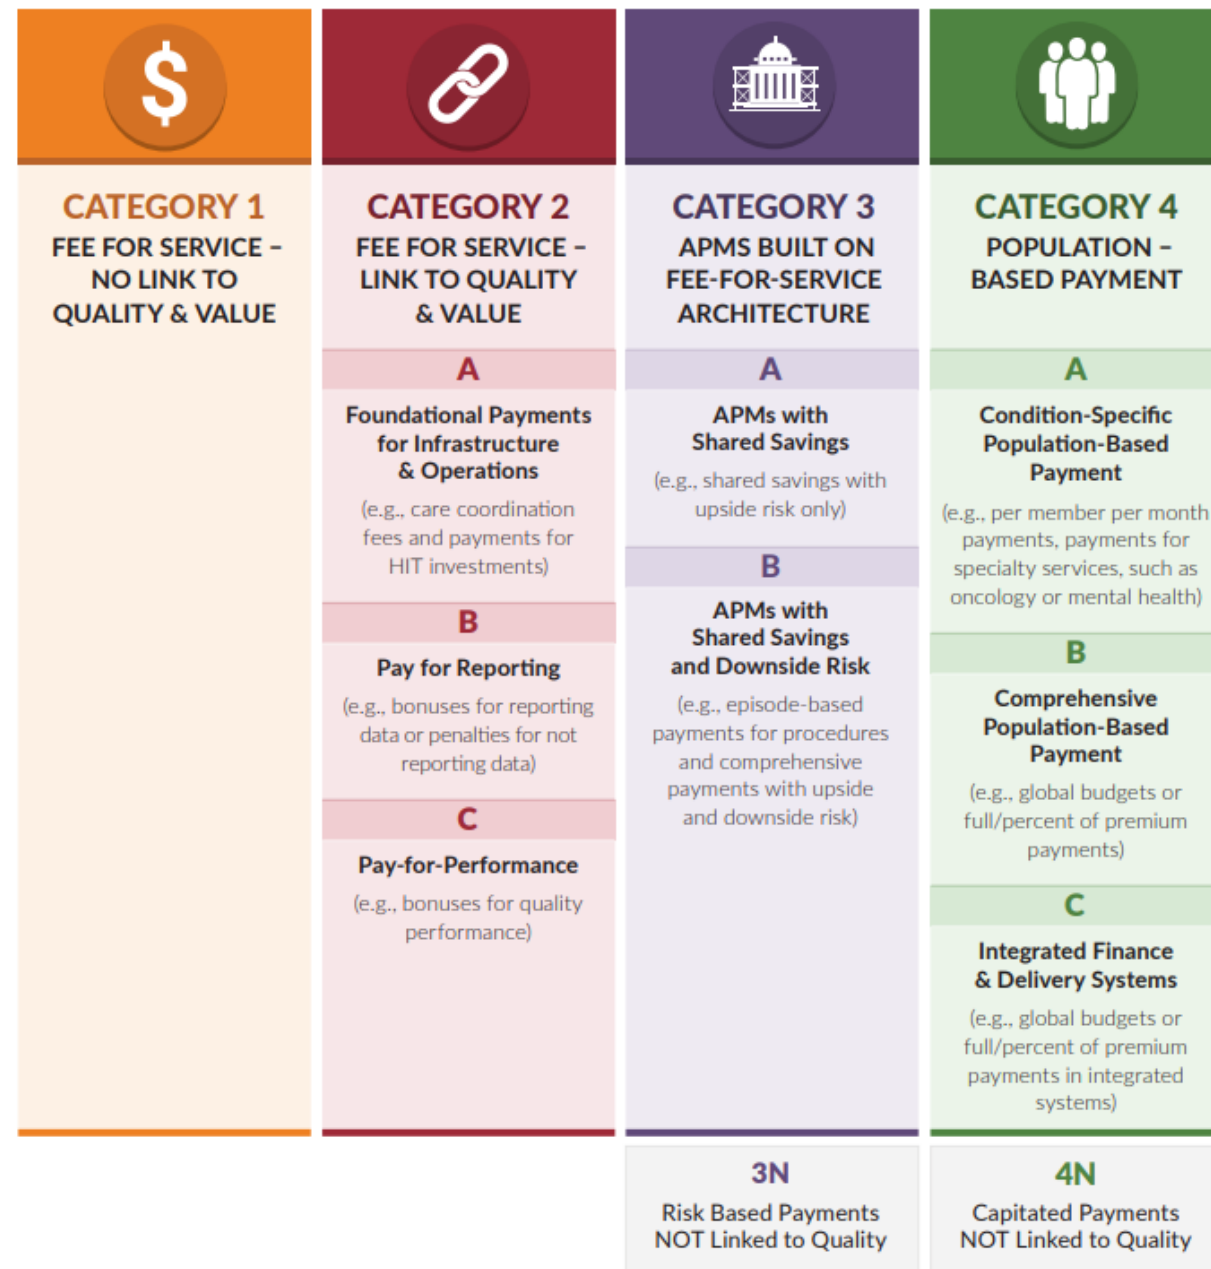 $
CATEGORY 1
FEE FOR SERVICE –
NO LINK TO
QUALITY & VALUE
CATEGORY 2
FEE FOR SERVICE –
LINK TO QUALITY
& VALUE
A
Foundational Payments
for Infrastructure
& Operations
(e.g., care coordination
fees and payments for
HIT investments)
B
Pay for Reporting
(e.g., bonuses for reporting
data or penalties for not
reporting data)
C
Pay-for-Performance
(e.g., bonuses for quality
performance)
CATEGORY 3
APMS BUILT ON
FEE-FOR-SERVICE
ARCHITECTURE
A
APMs with
Shared Savings
(e.g., shared savings with
upside risk only)
B
APMs with
Shared Savings
and Downside Risk
(e.g., episode-based
payments for procedures
and comprehensive
payments with upside
and downside risk)
3N
Risk Based Payments
NOT Linked to Quality
CATEGORY 4
POPULATION –
BASED PAYMENT
A
Condition-Specific
Population-Based
Payment
(e.g., per member per month
payments, payments for
specialty services, such as
oncology or mental health)
B
Comprehensive
Population-Based
Payment
(e.g., global budgets or
full/percent of premium
payments)
C
Integrated Finance
& Delivery Systems
(e.g., global budgets or
full/percent of premium
payments in integrated
systems)
4N
Capitated Payments
NOT Linked to Quality